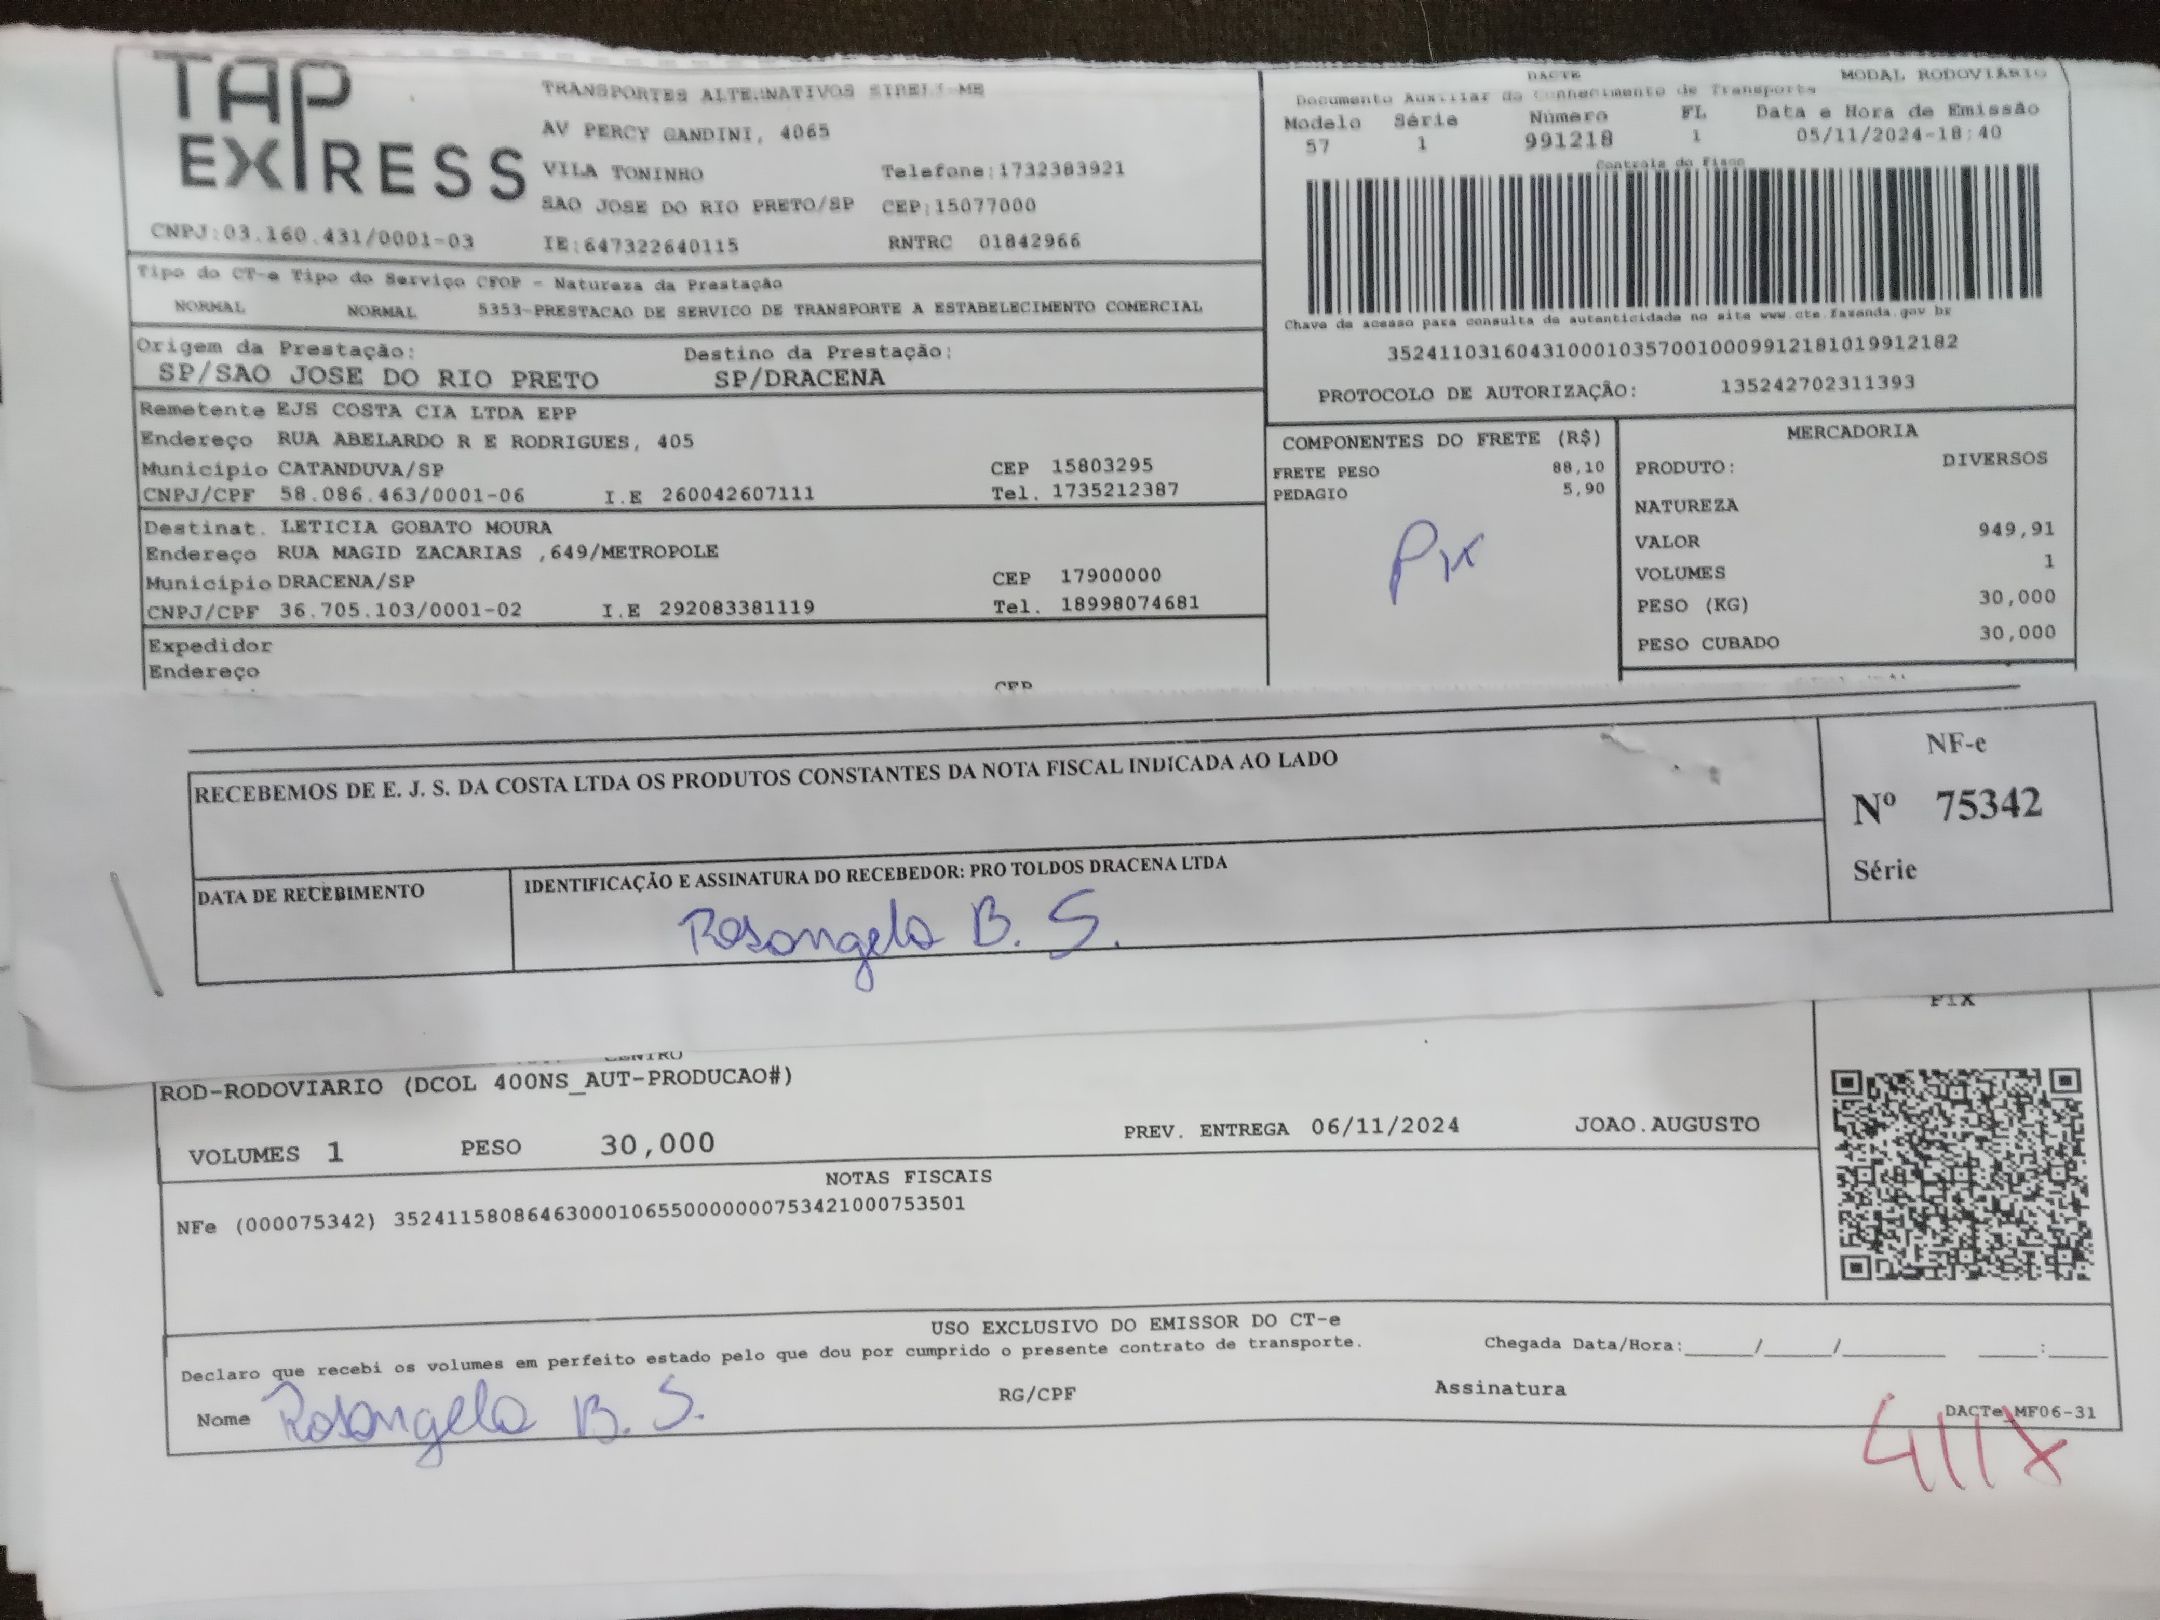 TAP
EXPRESS
TRANSPORTES ALTERNATIVOS EIRELI-ME
AV PERCY GANDINI, 4065
VILA TONINHO Telefone:1732383921
SAO JOSE DO RIO PRETO/SP CEP:15077000
CNPJ:03.160.431/0001-03 IE:647322640115 RNTRC 01842966
DACTE MODAL RODOVIÁRIO
Documento Auxiliar do Conhecimento de Transporte
Modelo Série Número FL Data e Hora de Emissão
57 1 991218 1 05/11/2024-18:40
Controle do Fisco
Chave de acesso para consulta de autenticidade no site www.cte.fazenda.gov br
35241103160431000103570010009912181019912182
PROTOCOLO DE AUTORIZAÇÃO: 135242702311393
Tipo do CT-e Tipo do Serviço CFOP - Natureza da Prestação
NORMAL NORMAL 5353-PRESTACAO DE SERVICO DE TRANSPORTE A ESTABELECIMENTO COMERCIAL
Origem da Prestação: Destino da Prestação:
SP/SAO JOSE DO RIO PRETO SP/DRACENA
Remetente EJS COSTA CIA LTDA EPP
Endereço RUA ABELARDO R E RODRIGUES, 405
Município CATANDUVA/SP CEP 15803295
CNPJ/CPF 58.086.463/0001-06 I.E 260042607111 Tel. 1735212387
Destinat. LETICIA GOBATO MOURA
Endereço RUA MAGID ZACARIAS ,649/METROPOLE
Município DRACENA/SP CEP 17900000
CNPJ/CPF 36.705.103/0001-02 I.E 292083381119 Tel. 18998074681
Expedidor
Endereço
CEP
COMPONENTES DO FRETE (R$)
FRETE PESO 88,10
PEDAGIO 5,90
Pix
MERCADORIA
PRODUTO: DIVERSOS
NATUREZA
VALOR 949,91
VOLUMES 1
PESO (KG) 30,000
PESO CUBADO 30,000
RECEBEMOS DE E. J. S. DA COSTA LTDA OS PRODUTOS CONSTANTES DA NOTA FISCAL INDICADA AO LADO
NF-e
Nº 75342
Série
DATA DE RECEBIMENTO
IDENTIFICAÇÃO E ASSINATURA DO RECEBEDOR: PRO TOLDOS DRACENA LTDA
Rosangela B. S.
PIX
CENTRO
ROD-RODOVIARIO (DCOL 400NS_AUT-PRODUCAO#)
VOLUMES 1 PESO 30,000 PREV. ENTREGA 06/11/2024 JOAO.AUGUSTO
NOTAS FISCAIS
NFe (000075342) 35241158086463000106550000000753421000753501
USO EXCLUSIVO DO EMISSOR DO CT-e
Declaro que recebi os volumes em perfeito estado pelo que dou por cumprido o presente contrato de transporte.
Chegada Data/Hora:_____/_____/_______ ____:____
Nome Rosangela B. S. RG/CPF Assinatura
DACTe_MF06-31